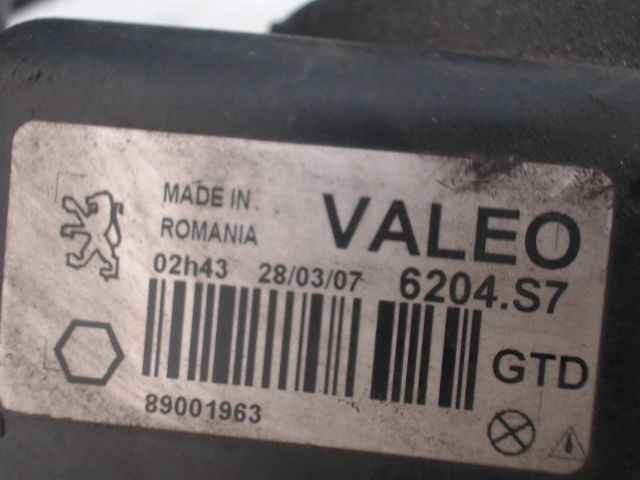 MADE IN
ROMANIA
VALEO
02h43 28/03/07 6204.S7
GTD
89001963